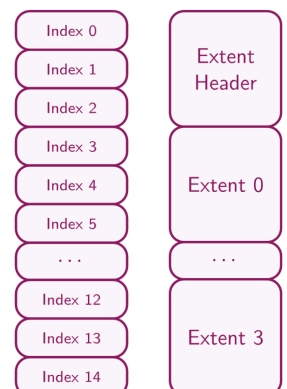 Index 0
Index 1
Index 2
Index 3
Index 4
Index 5
...
Index 12
Index 13
Index 14
Extent
Header
Extent 0
...
Extent 3